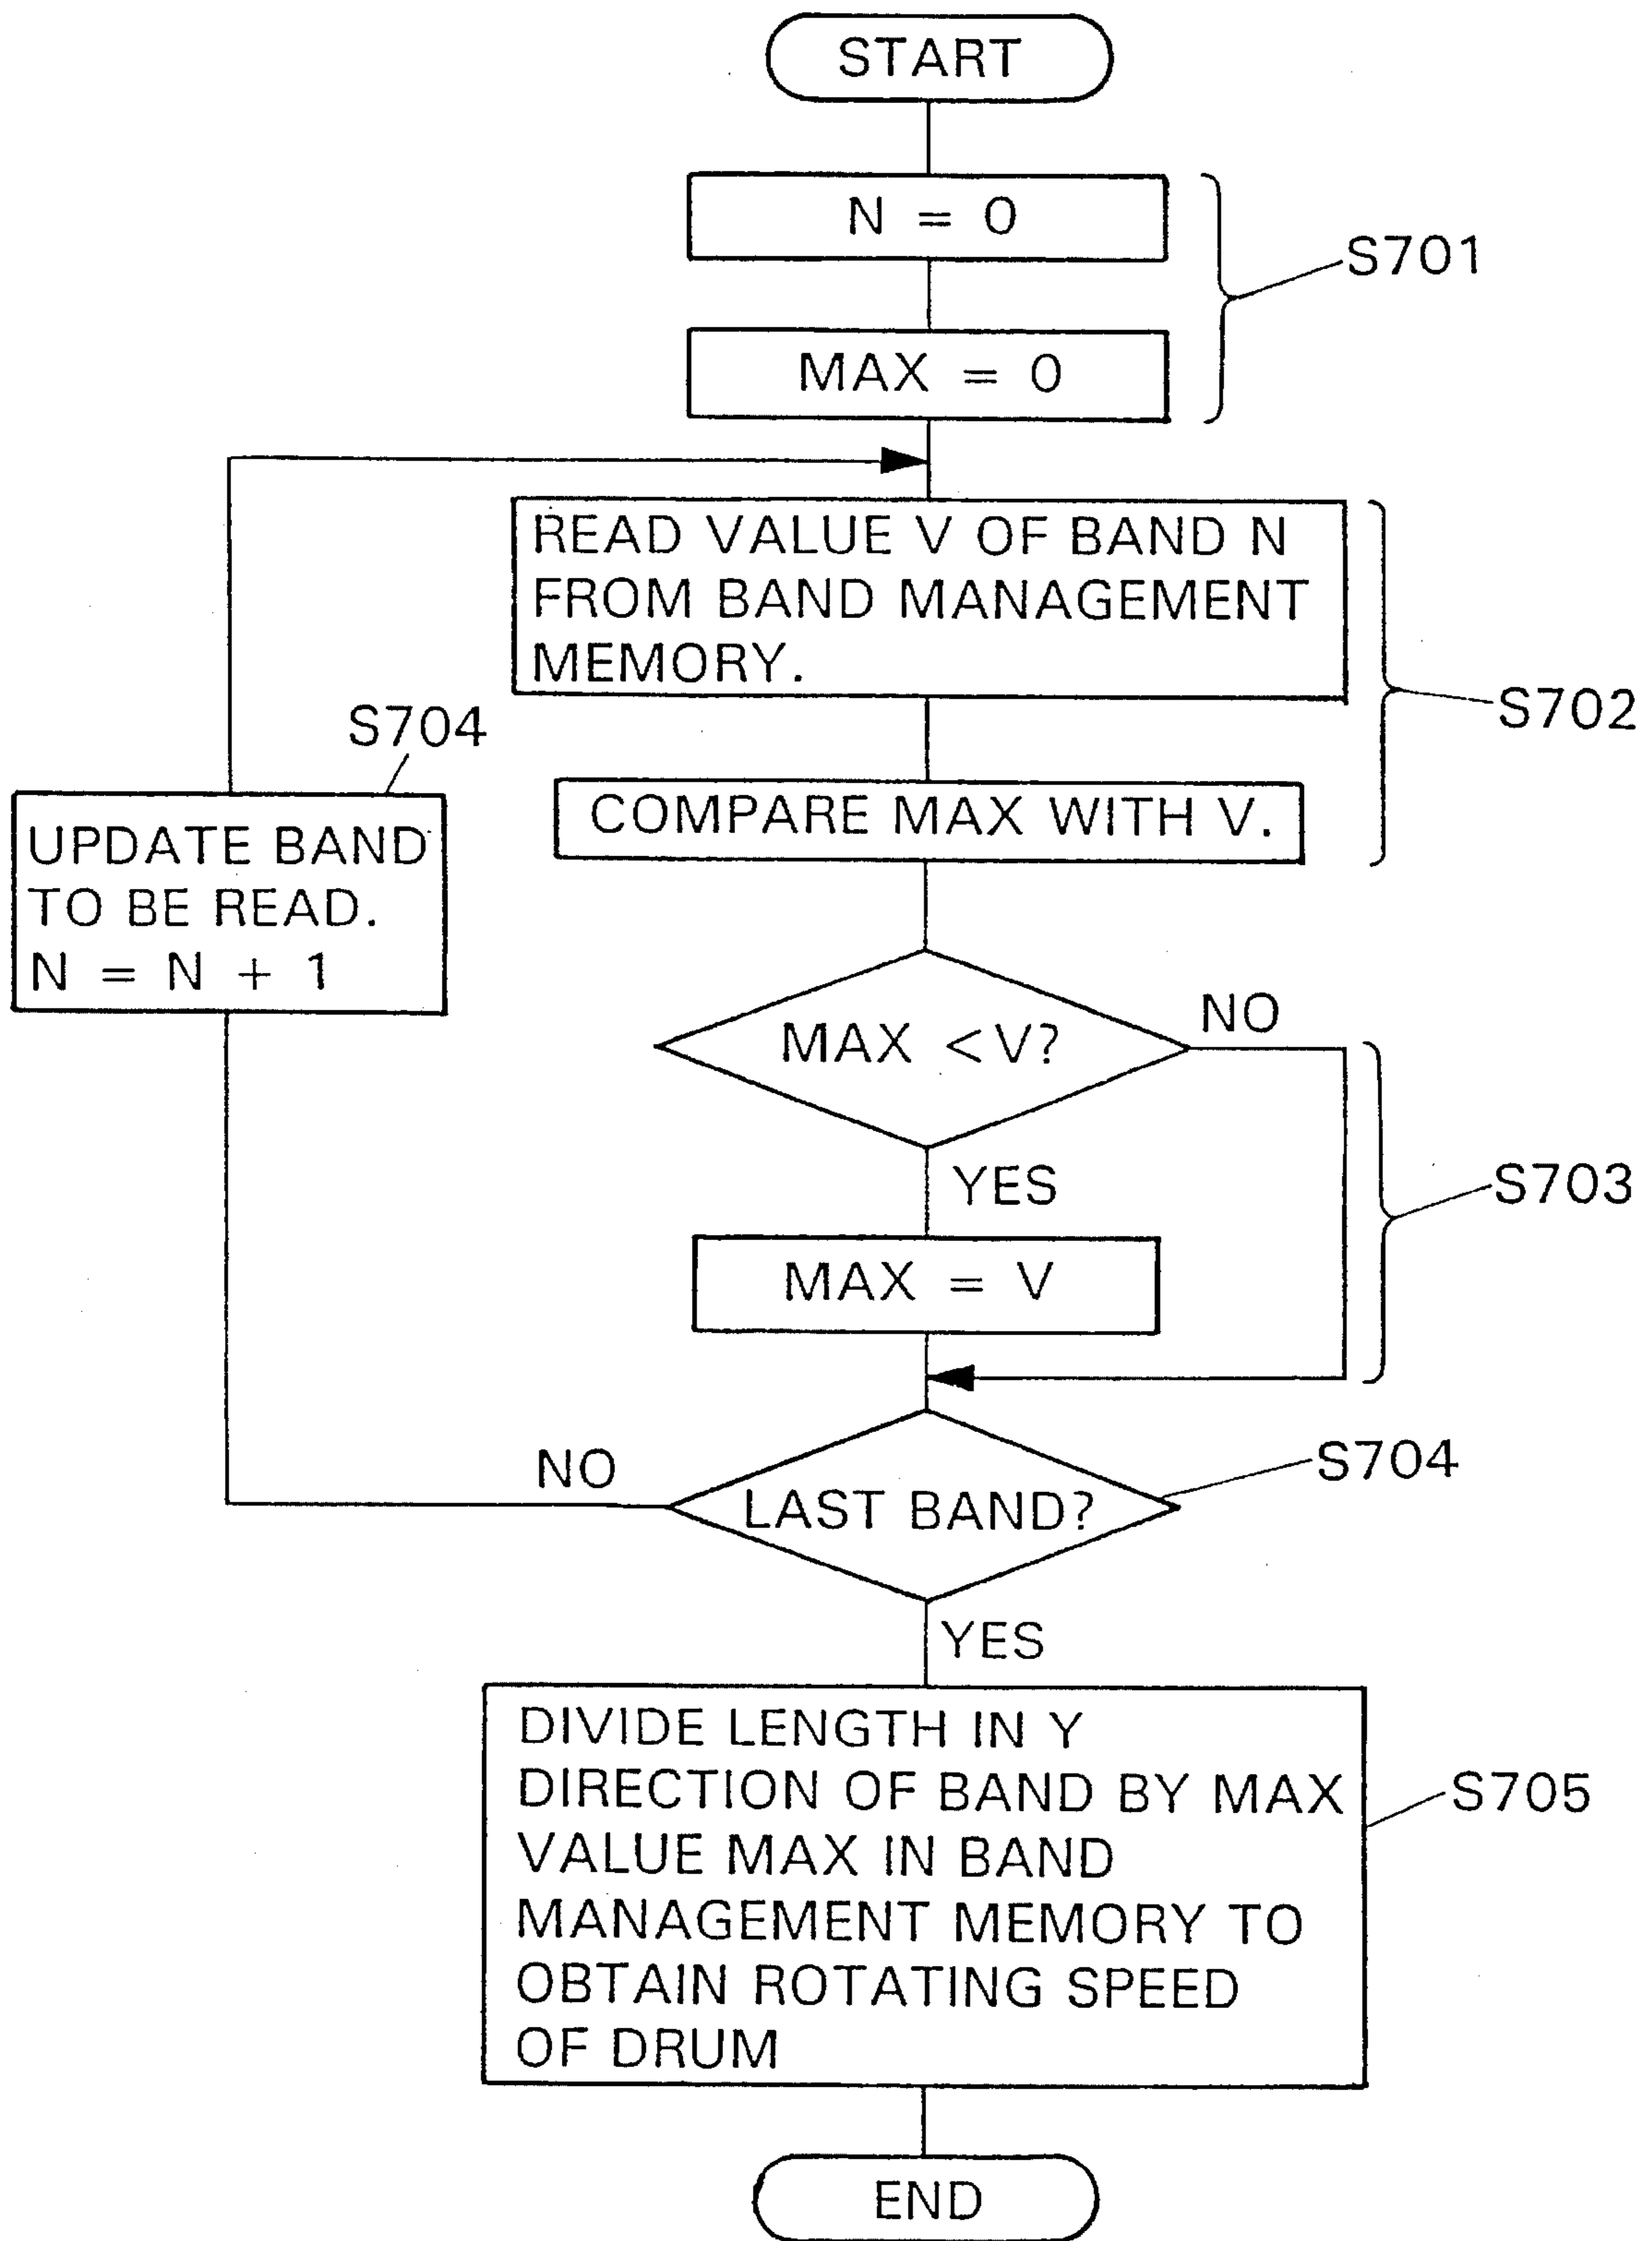 START
N = 0
S701
MAX = 0
READ VALUE V OF BAND N
FROM BAND MANAGEMENT
MEMORY.
S702
S704
COMPARE MAX WITH V.
UPDATE BAND
TO BE READ.
N = N + 1
MAX < V?
NO
YES
S703
MAX = V
NO
LAST BAND?
S704
YES
DIVIDE LENGTH IN Y
DIRECTION OF BAND BY MAX
VALUE MAX IN BAND
MANAGEMENT MEMORY TO
OBTAIN ROTATING SPEED
OF DRUM
S705
END